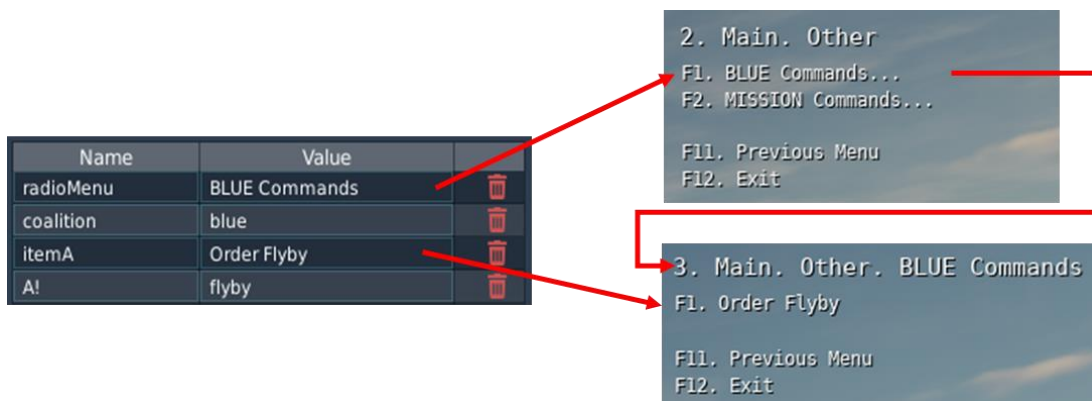 Name Value
radioMenu BLUE Commands
coalition blue
itemA Order Flyby
A! flyby
2. Main. Other
F1. BLUE Commands...
F2. MISSION Commands...
F11. Previous Menu
F12. Exit
3. Main. Other. BLUE Commands
F1. Order Flyby
F11. Previous Menu
F12. Exit